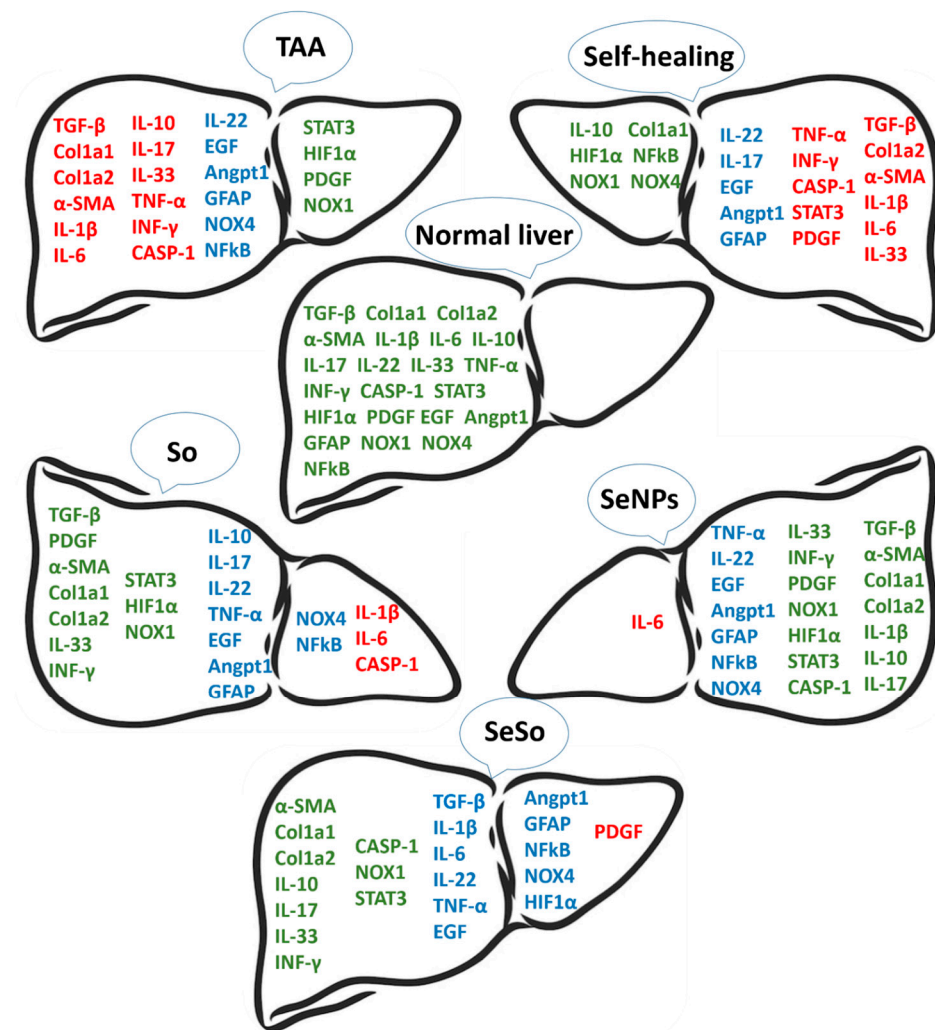 TAA
TGF-β
Col1a1
Col1a2
α-SMA
IL-1β
IL-6
IL-10
IL-17
IL-33
TNF-α
INF-γ
CASP-1
IL-22
EGF
Angpt1
GFAP
NOX4
NFkB
STAT3
HIF1α
PDGF
NOX1
Self-healing
IL-10 Col1a1
HIF1α NFkB
NOX1 NOX4
IL-22
IL-17
EGF
Angpt1
GFAP
TNF-α
INF-γ
CASP-1
STAT3
PDGF
TGF-β
Col1a2
α-SMA
IL-1β
IL-6
IL-33
Normal liver
TGF-β Col1a1 Col1a2
α-SMA IL-1β IL-6 IL-10
IL-17 IL-22 IL-33 TNF-α
INF-γ CASP-1 STAT3
HIF1α PDGF EGF Angpt1
GFAP NOX1 NOX4
NFkB
So
TGF-β
PDGF
α-SMA
Col1a1
Col1a2
IL-33
INF-γ
STAT3
HIF1α
NOX1
IL-10
IL-17
IL-22
TNF-α
EGF
Angpt1
GFAP
NOX4
NFkB
IL-1β
IL-6
CASP-1
SeNPs
IL-6
TNF-α
IL-22
EGF
Angpt1
GFAP
NFkB
NOX4
IL-33
INF-γ
PDGF
NOX1
HIF1α
STAT3
CASP-1
TGF-β
α-SMA
Col1a1
Col1a2
IL-1β
IL-10
IL-17
SeSo
α-SMA
Col1a1
Col1a2
IL-10
IL-17
IL-33
INF-γ
CASP-1
NOX1
STAT3
TGF-β
IL-1β
IL-6
IL-22
TNF-α
EGF
Angpt1
GFAP
NFkB
NOX4
HIF1α
PDGF